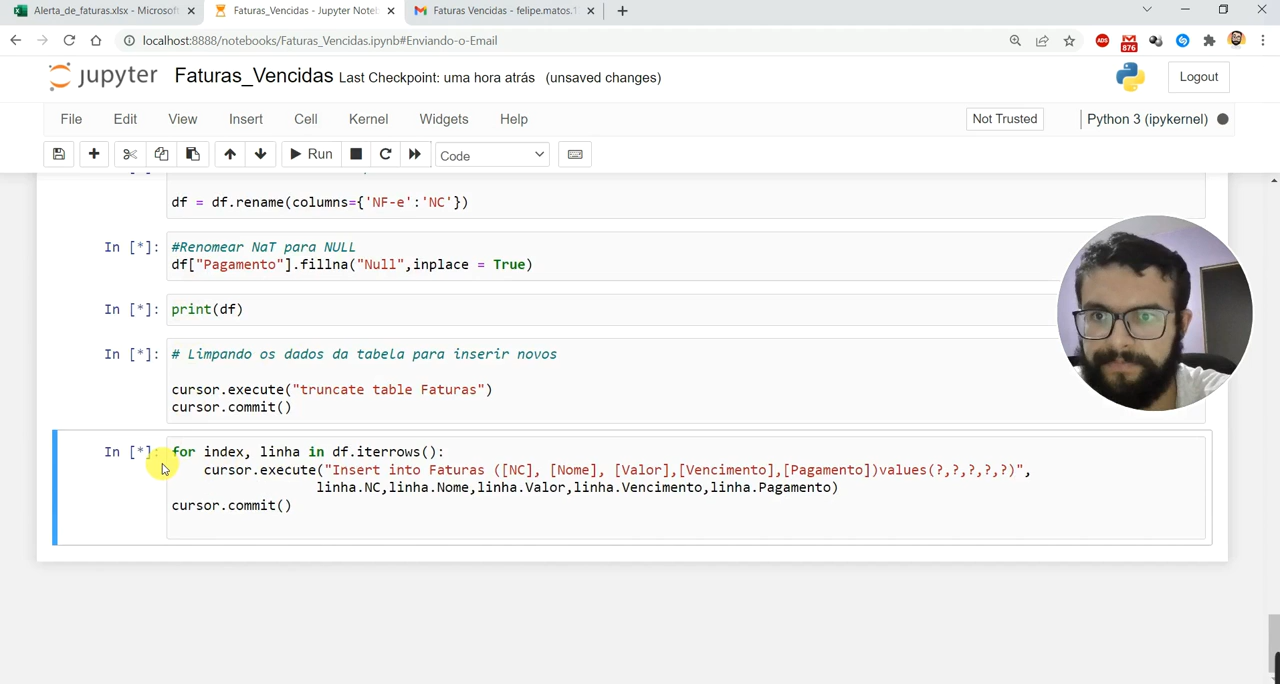 Alerta_de_faturas.xlsx - Microsoft
Faturas_Vencidas - Jupyter Note
Faturas Vencidas - felipe.matos.1
localhost:8888/notebooks/Faturas_Vencidas.ipynb#Enviando-o-Email
ADS
876
jupyter Faturas_Vencidas Last Checkpoint: uma hora atrás (unsaved changes)
Logout
File Edit View Insert Cell Kernel Widgets Help
Not Trusted
Python 3 (ipykernel)
Run
Code
df = df.rename(columns={'NF-e':'NC'})
In [*]: #Renomear NaT para NULL
df["Pagamento"].fillna("Null",inplace = True)
In [*]: print(df)
In [*]: # Limpando os dados da tabela para inserir novos
cursor.execute("truncate table Faturas")
cursor.commit()
In [*]: for index, linha in df.iterrows():
cursor.execute("Insert into Faturas ([NC], [Nome], [Valor],[Vencimento],[Pagamento])values(?,?,?,?,?)",
linha.NC,linha.Nome,linha.Valor,linha.Vencimento,linha.Pagamento)
cursor.commit()